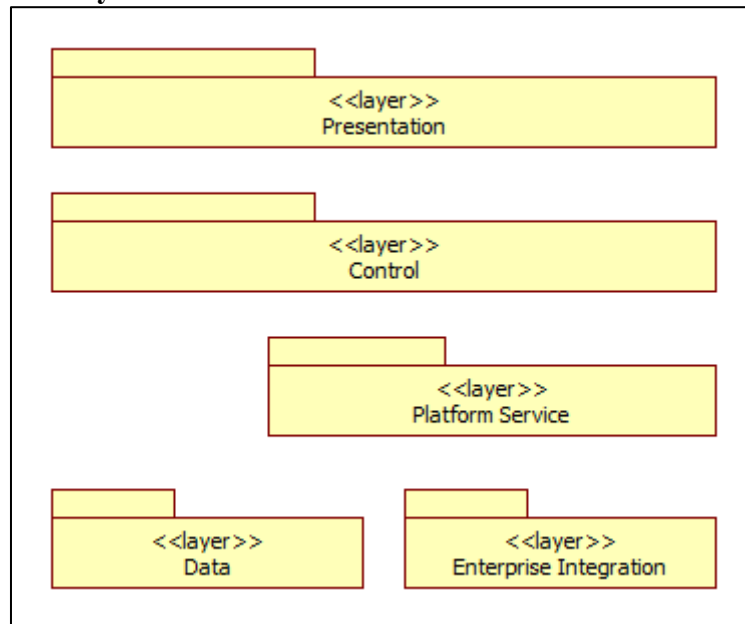 <<layer>>
Presentation
<<layer>>
Control
<<layer>>
Platform Service
<<layer>>
Data
<<layer>>
Enterprise Integration